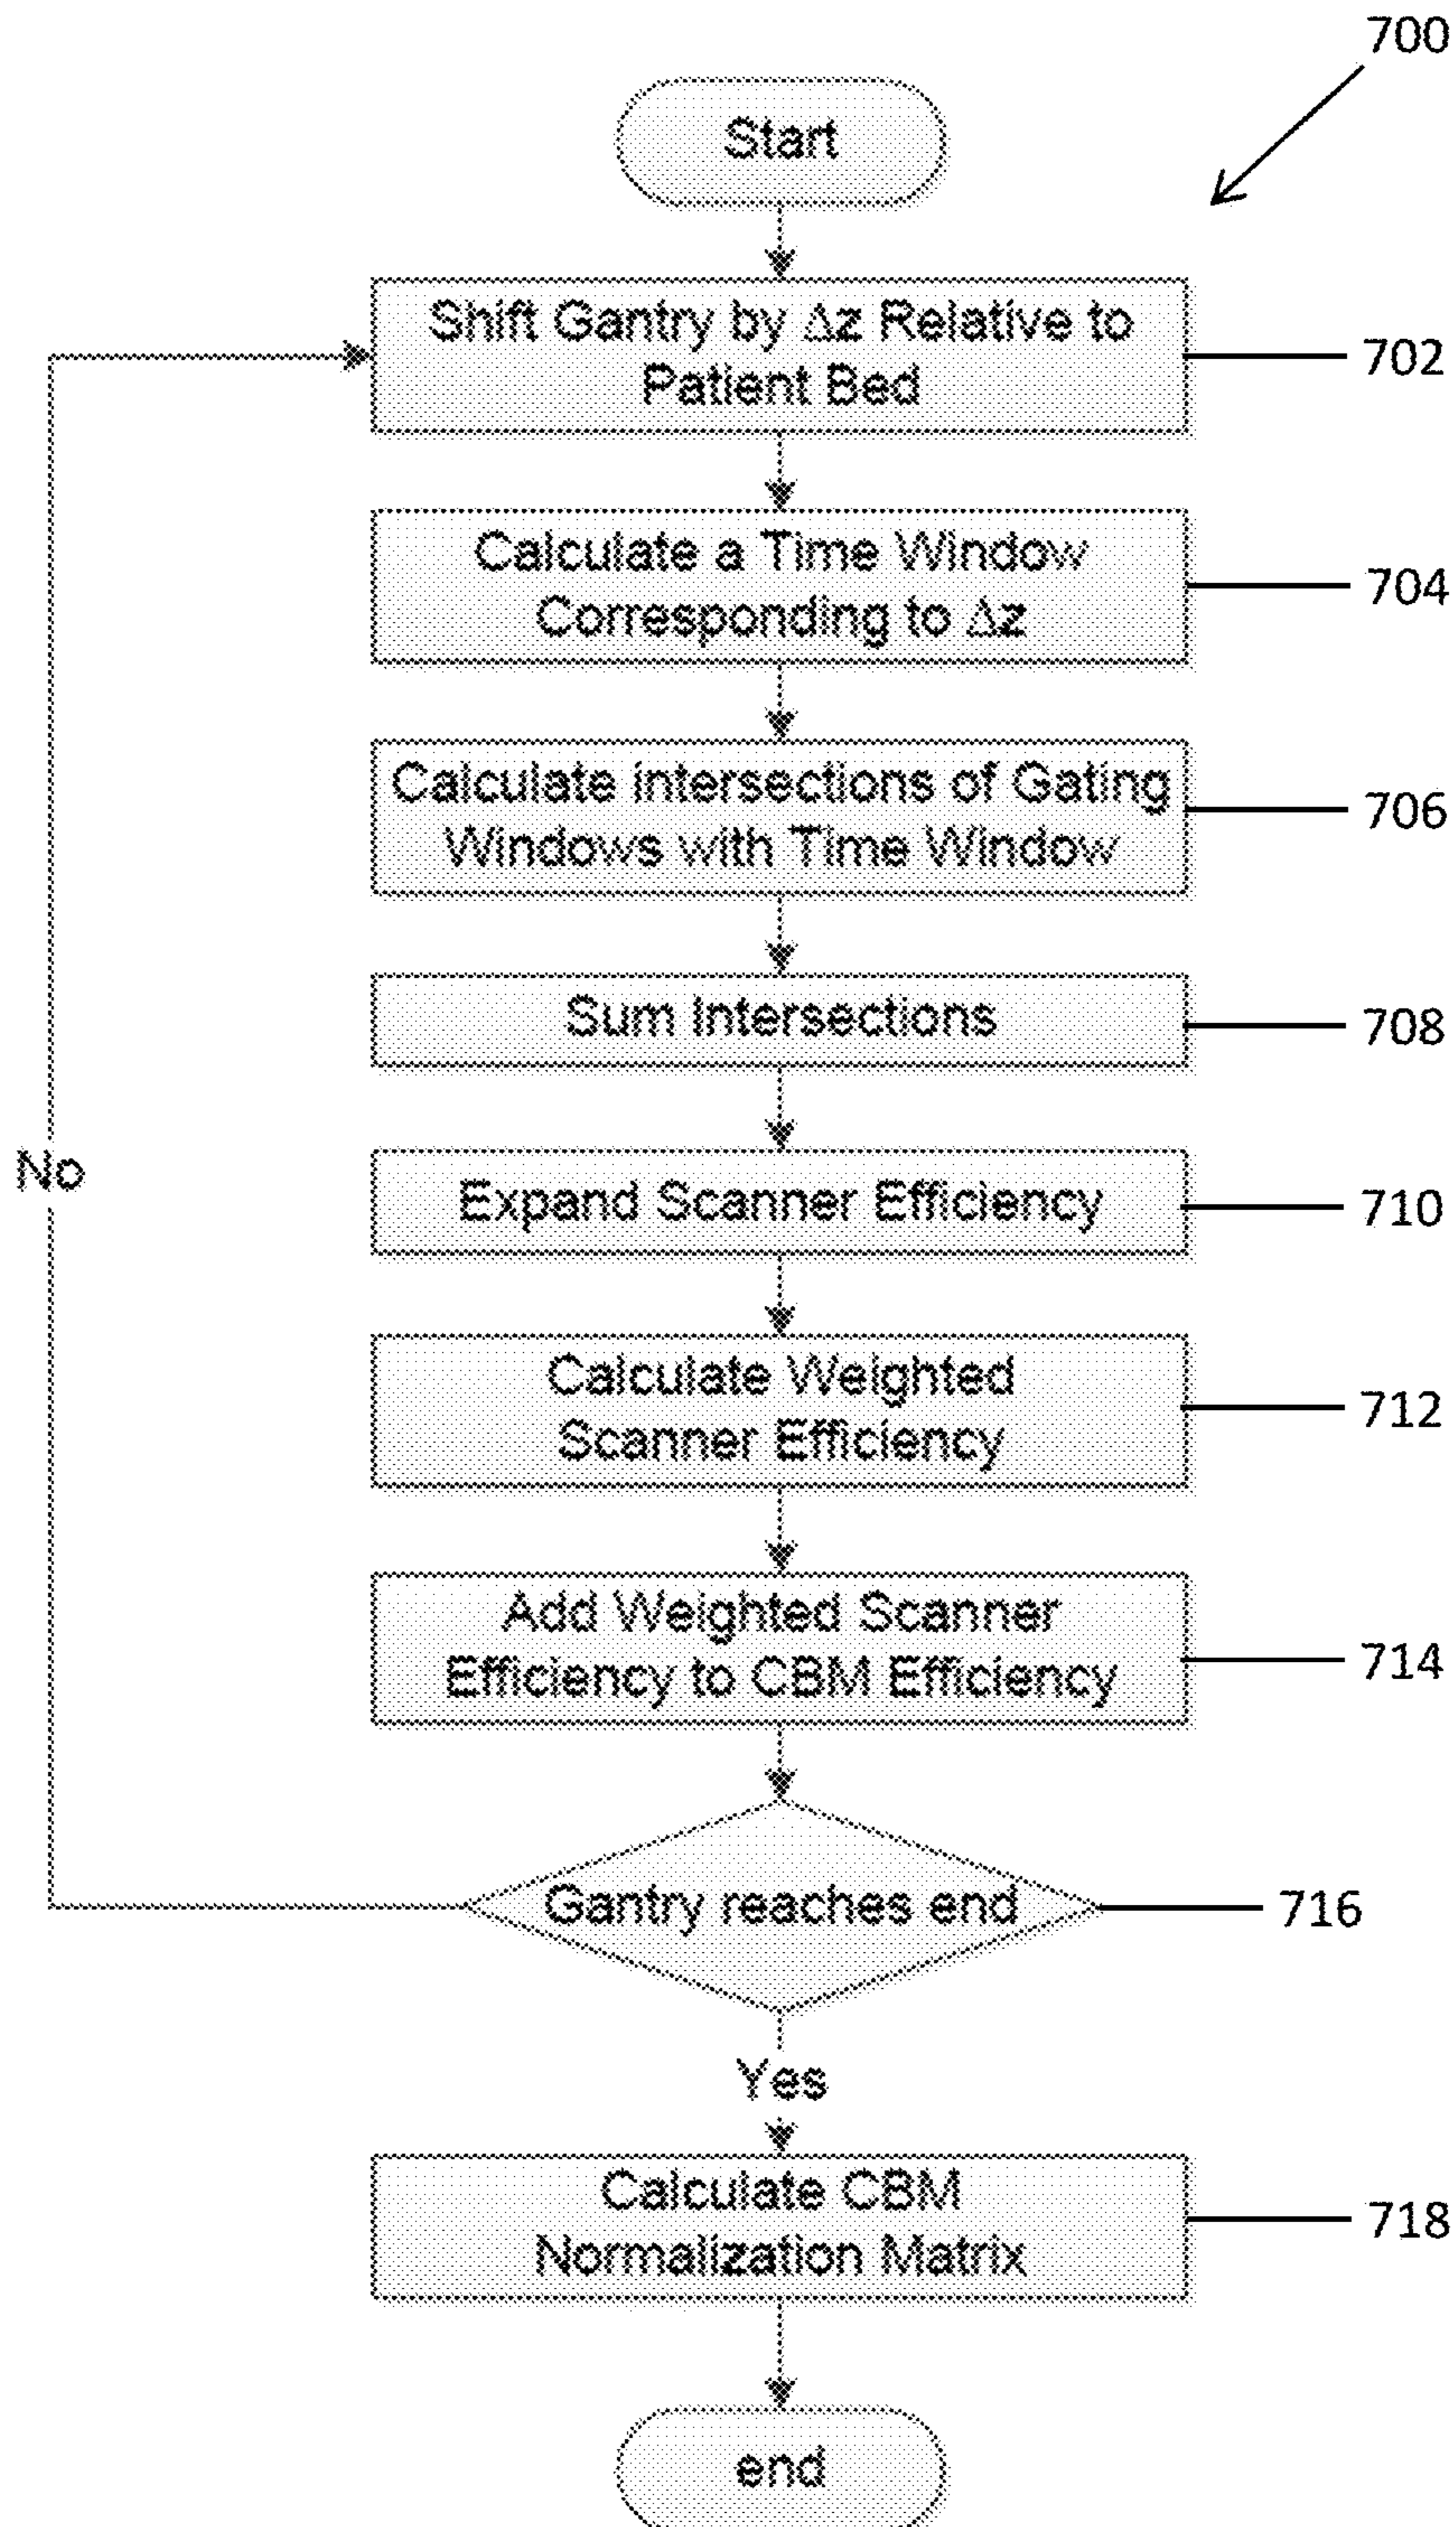 700
Start
Shift Gantry by Δz Relative to
Patient Bed
702
Calculate a Time Window
Corresponding to Δz
704
Calculate intersections of Gating
Windows with Time Window
706
Sum Intersections
708
No
Expand Scanner Efficiency
710
Calculate Weighted
Scanner Efficiency
712
Add Weighted Scanner
Efficiency to CBM Efficiency
714
Gantry reaches end
716
Yes
Calculate CBM
Normalization Matrix
718
end